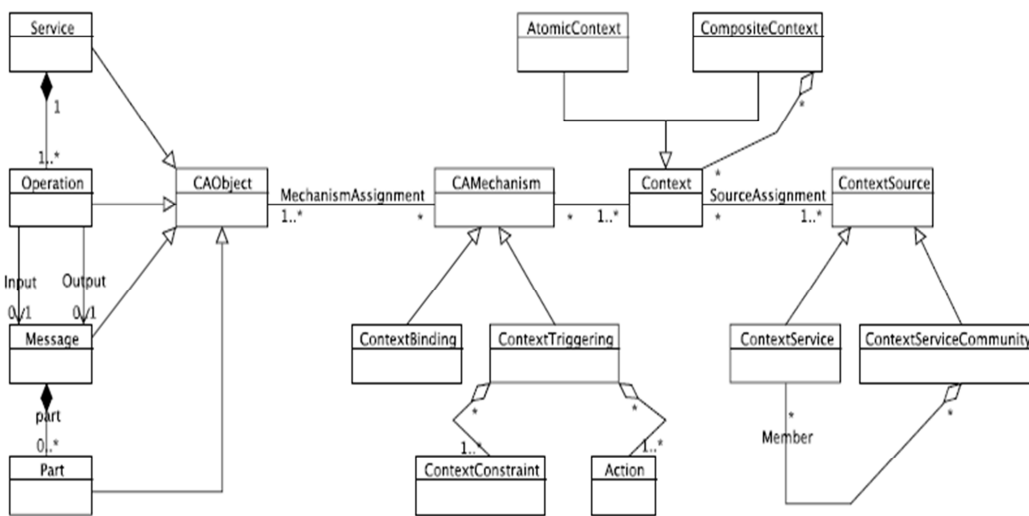 Service
AtomicContext
CompositeContext
1
*
1..*
*
Operation
CAObject
MechanismAssignment
CAMechanism
Context
SourceAssignment
ContextSource
1..*
*
*
1..*
*
1..*
Input
Output
0..1
0..1
Message
ContextBinding
ContextTriggering
ContextService
ContextServiceCommunity
part
*
*
*
*
Member
0..*
1..*
1..*
Part
ContextConstraint
Action